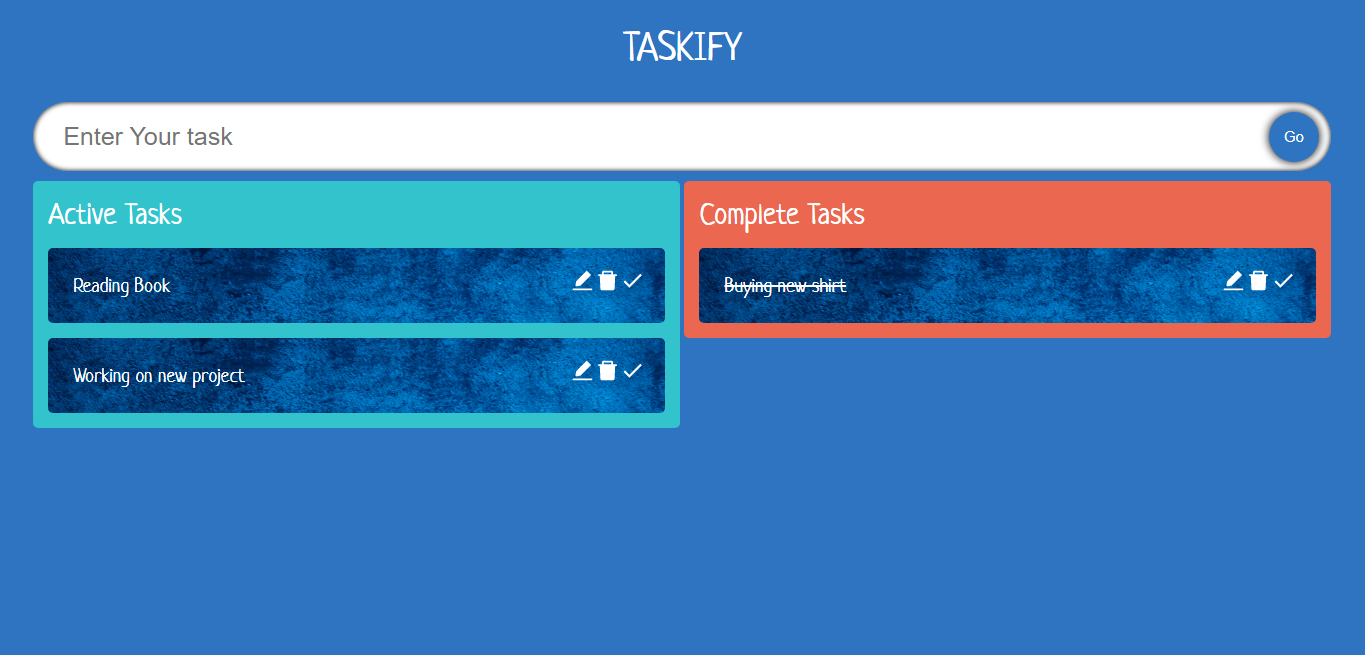 TASKIFY
Enter Your task
Go
Active Tasks
Reading Book
Working on new project
Complete Tasks
Buying new shirt